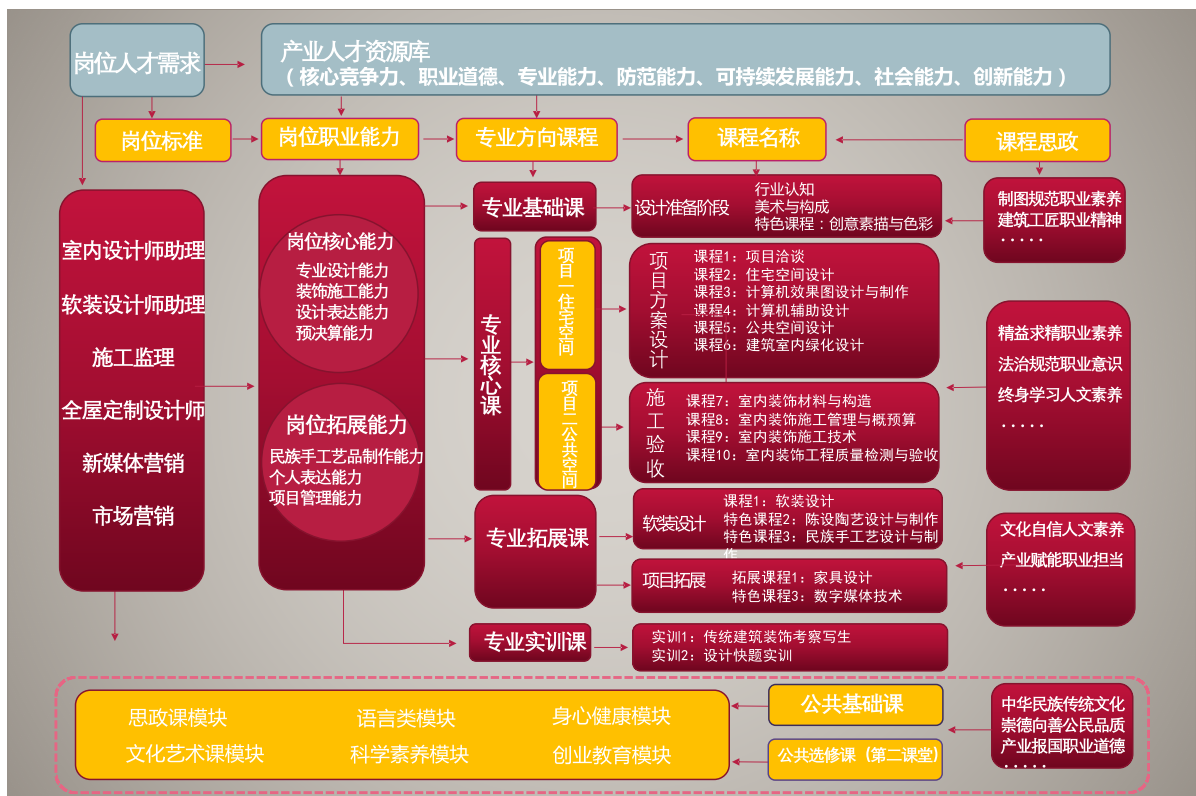 岗位人才需求
产业人才资源库
（核心竞争力、职业道德、专业能力、防范能力、可持续发展能力、社会能力、创新能力）
岗位标准
岗位职业能力
专业方向课程
课程名称
课程思政
室内设计师助理
软装设计师助理
施工监理
全屋定制设计师
新媒体营销
市场营销
岗位核心能力
专业设计能力
装饰施工能力
设计表达能力
预决算能力
岗位拓展能力
民族手工艺品制作能力
个人表达能力
项目管理能力
专业基础课
专业核心课
项目一住宅空间
项目二公共空间
专业拓展课
专业实训课
设计准备阶段
行业认知
美术与构成
特色课程：创意素描与色彩
项目方案设计
课程1：项目洽谈
课程2：住宅空间设计
课程3：计算机效果图设计与制作
课程4：计算机辅助设计
课程5：公共空间设计
课程6：建筑室内绿化设计
施工验收
课程7：室内装饰材料与构造
课程8：室内装饰施工管理与概预算
课程9：室内装饰施工技术
课程10：室内装饰工程质量检测与验收
软装设计
课程1：软装设计
特色课程2：陈设陶艺设计与制作
特色课程3：民族手工艺设计与制
作
项目拓展
拓展课程1：家具设计
特色课程3：数字媒体技术
实训1：传统建筑装饰考察写生
实训2：设计快题实训
制图规范职业素养
建筑工匠职业精神
·····
精益求精职业素养
法治规范职业意识
终身学习人文素养
·····
文化自信人文素养
产业赋能职业担当
·····
思政课模块
语言类模块
身心健康模块
文化艺术课模块
科学素养模块
创业教育模块
公共基础课
公共选修课（第二课堂）
中华民族传统文化
崇德向善公民品质
产业报国职业道德
·····